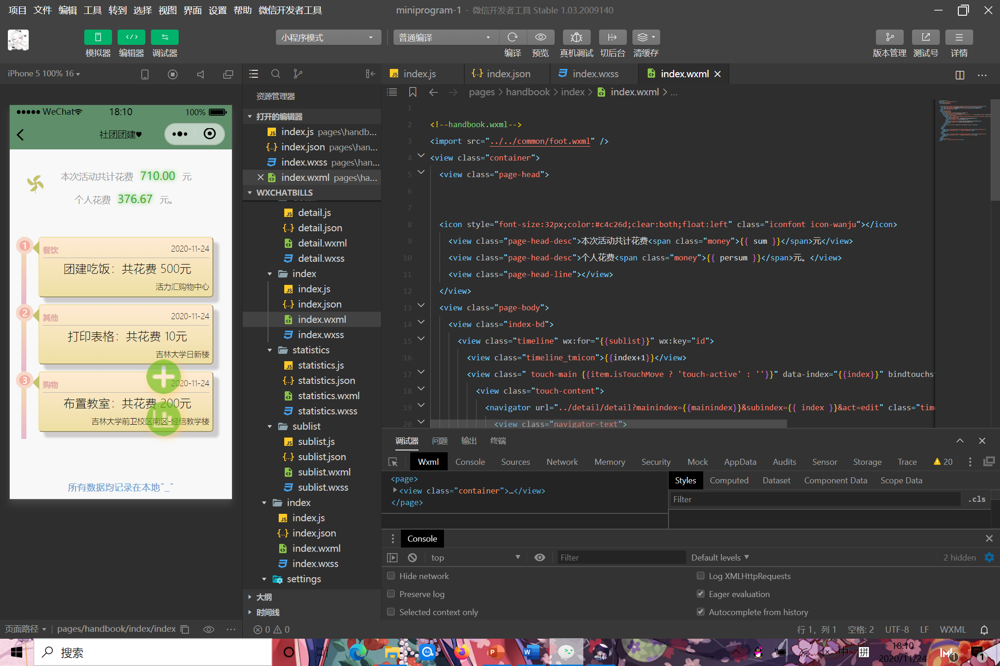 项目 文件 编辑 工具 转到 选择 视图 界面 设置 帮助 微信开发者工具
miniprogram-1 - 微信开发者工具 Stable 1.03.2009140
模拟器 编辑器 调试器
小程序模式
普通编译
编译 预览 真机调试 切后台 清缓存
版本管理 测试号 详情
iPhone 5 100% 16
WeChat 18:10 100%
社团团建♥
本次活动共计花费 710.00 元
个人花费 376.67 元。
1
餐饮 2020-11-24
团建吃饭：共花费 500元
活力汇购物中心
2
其他 2020-11-24
打印表格：共花费 10元
吉林大学日新楼
3
购物 2020-11-24
布置教室：共花费 200元
吉林大学前卫校区南区-经信教学楼
所有数据均记录在本地^_^
页面路径 pages/handbook/index/index
资源管理器
打开的编辑器
index.js pages\handb...
index.json pages\han...
index.wxss pages\han...
index.wxml pages\ha...
WXCHATBILLS
detail.js
detail.json
detail.wxml
detail.wxss
index
index.js
index.json
index.wxml
index.wxss
statistics
statistics.js
statistics.json
statistics.wxml
statistics.wxss
sublist
sublist.js
sublist.json
sublist.wxml
sublist.wxss
index
index.js
index.json
index.wxml
index.wxss
settings
大纲
时间线
0 0
index.js index.json index.wxss index.wxml
pages > handbook > index > index.wxml > ...
1
2 <!--handbook.wxml-->
3 <import src="../../common/foot.wxml" />
4 <view class="container">
5 <view class="page-head">
6
7
8 <icon style="font-size:32px;color:#c4c26d;clear:both;float:left" class="iconfont icon-wanju"></icon>
9 <view class="page-head-desc">本次活动共计花费<span class="money">{{ sum }}</span>元</view>
10 <view class="page-head-desc">个人花费<span class="money">{{ persum }}</span>元。</view>
11 <view class="page-head-line"></view>
12 </view>
13 <view class="page-body">
14 <view class="index-bd">
15 <view class="timeline" wx:for="{{sublist}}" wx:key="id">
16 <view class="timeline_tmicon">{{index+1}}</view>
17 <view class=" touch-main {{item.isTouchMove ? 'touch-active' : ''}}" data-index="{{index}}" bindtouchst
18 <view class="touch-content">
19 <navigator url="../detail/detail?mainindex={{mainindex}}&subindex={{ index }}&act=edit" class="tim
20 <view class="navigator-text">
调试器 问题 输出 终端
Wxml Console Sources Network Memory Security Mock AppData Audits Sensor Storage Trace 20
<page>
<view class="container">…</view>
</page>
Styles Computed Dataset Component Data Scope Data
Filter .cls
Console
top Filter Default levels 2 hidden
Hide network Log XMLHttpRequests
Preserve log Eager evaluation
Selected context only Autocomplete from history
行 1，列 1 空格: 2 UTF-8 LF WXML
搜索
中 拼
18:10
2020/11/24
1
1